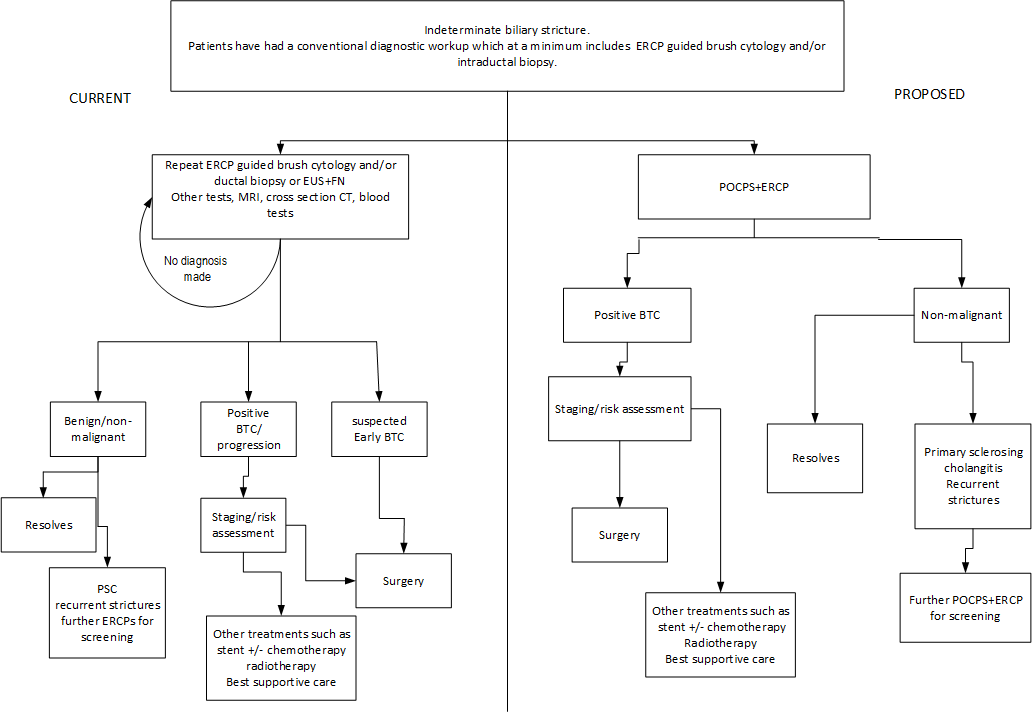 Indeterminate biliary stricture.
Patients have had a conventional diagnostic workup which at a minimum includes ERCP guided brush cytology and/or
intraductal biopsy.
CURRENT
PROPOSED
Repeat ERCP guided brush cytology and/or
ductal biopsy or EUS+FN
Other tests, MRI, cross section CT, blood
tests
No diagnosis
made
Benign/non-
malignant
Positive
BTC/
progression
suspected
Early BTC
Resolves
Staging/risk
assessment
Surgery
PSC
recurrent strictures
further ERCPs for
screening
Other treatments such as
stent +/- chemotherapy
radiotherapy
Best supportive care
POCPS+ERCP
Positive BTC
Non-malignant
Staging/risk assessment
Resolves
Primary sclerosing
cholangitis
Recurrent
strictures
Surgery
Other treatments such as
stent +/- chemotherapy
Radiotherapy
Best supportive care
Further POCPS+ERCP
for screening